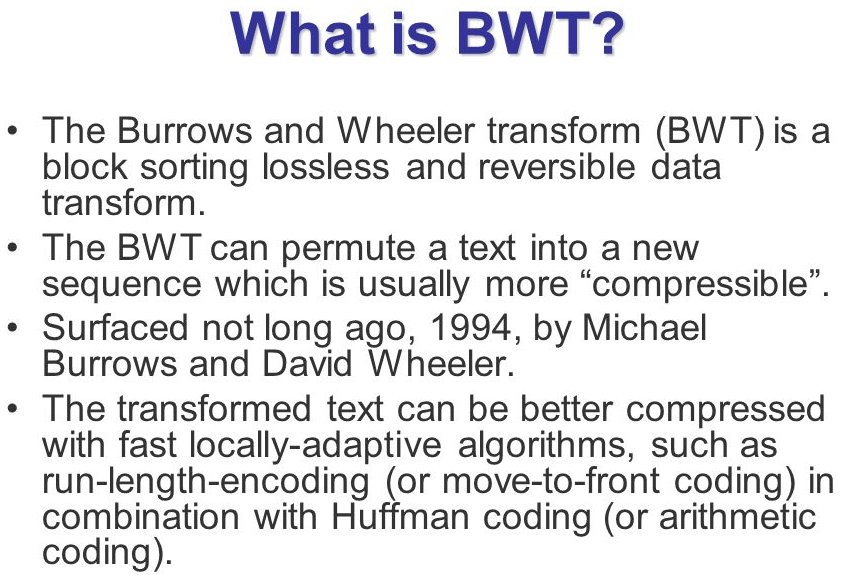 What is BWT?
• The Burrows and Wheeler transform (BWT) is a
block sorting lossless and reversible data
transform.
• The BWT can permute a text into a new
sequence which is usually more “compressible”.
• Surfaced not long ago, 1994, by Michael
Burrows and David Wheeler.
• The transformed text can be better compressed
with fast locally-adaptive algorithms, such as
run-length-encoding (or move-to-front coding) in
combination with Huffman coding (or arithmetic
coding).